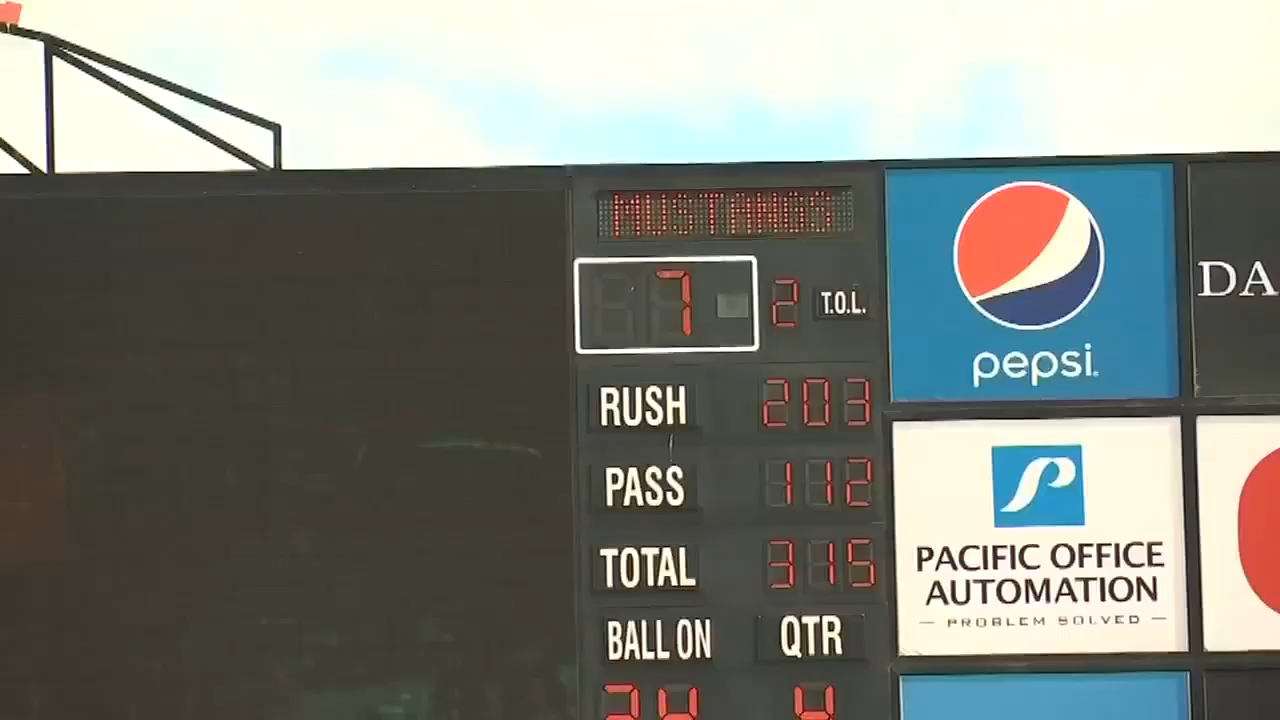 MUSTANGS
7 2 T.O.L.
RUSH 203
PASS 112
TOTAL 315
BALL ON QTR
24 4
pepsi.
DA
PACIFIC OFFICE
AUTOMATION
— PROBLEM SOLVED —